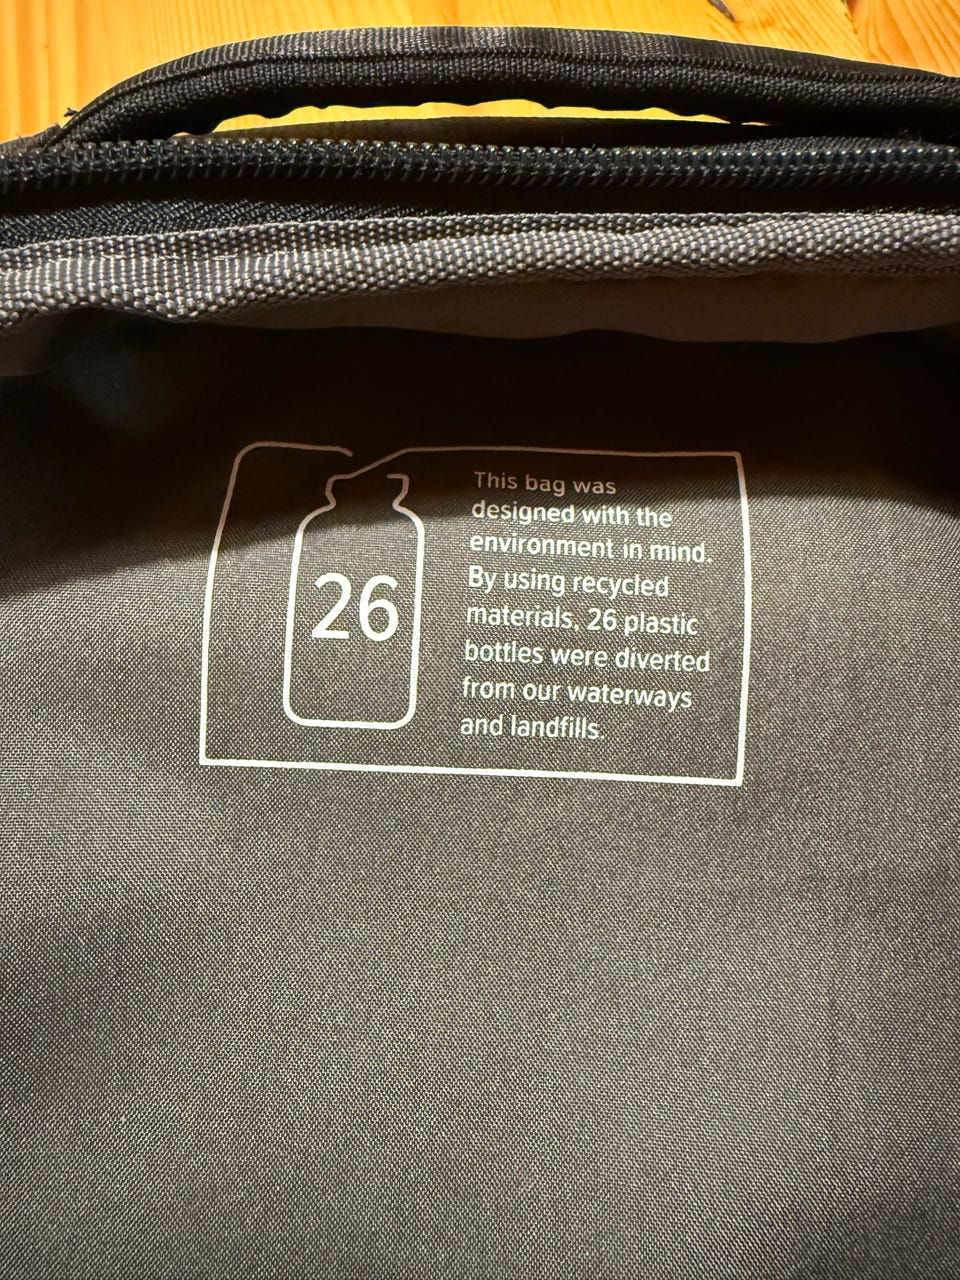 26
This bag was
designed with the
environment in mind.
By using recycled
materials, 26 plastic
bottles were diverted
from our waterways
and landfills.